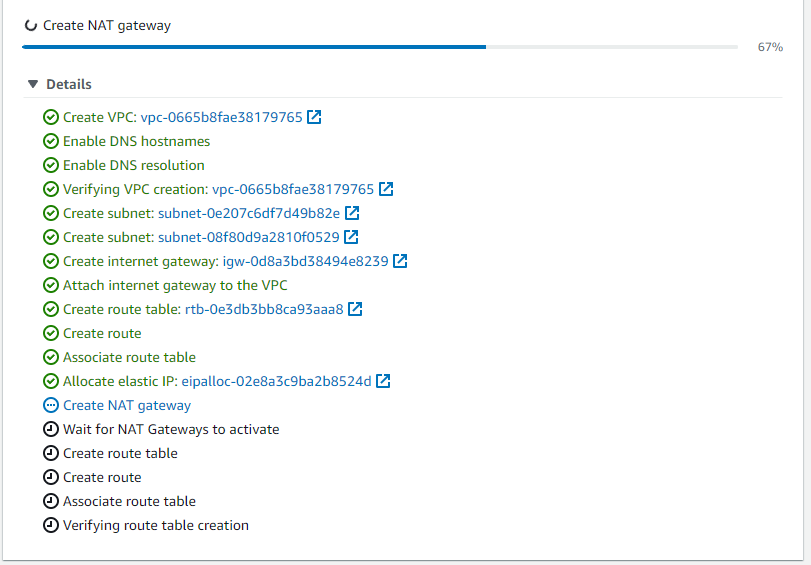 Create NAT gateway
67%
Details
Create VPC: vpc-0665b8fae38179765
Enable DNS hostnames
Enable DNS resolution
Verifying VPC creation: vpc-0665b8fae38179765
Create subnet: subnet-0e207c6df7d49b82e
Create subnet: subnet-08f80d9a2810f0529
Create internet gateway: igw-0d8a3bd38494e8239
Attach internet gateway to the VPC
Create route table: rtb-0e3db3bb8ca93aaa8
Create route
Associate route table
Allocate elastic IP: eipalloc-02e8a3c9ba2b8524d
Create NAT gateway
Wait for NAT Gateways to activate
Create route table
Create route
Associate route table
Verifying route table creation